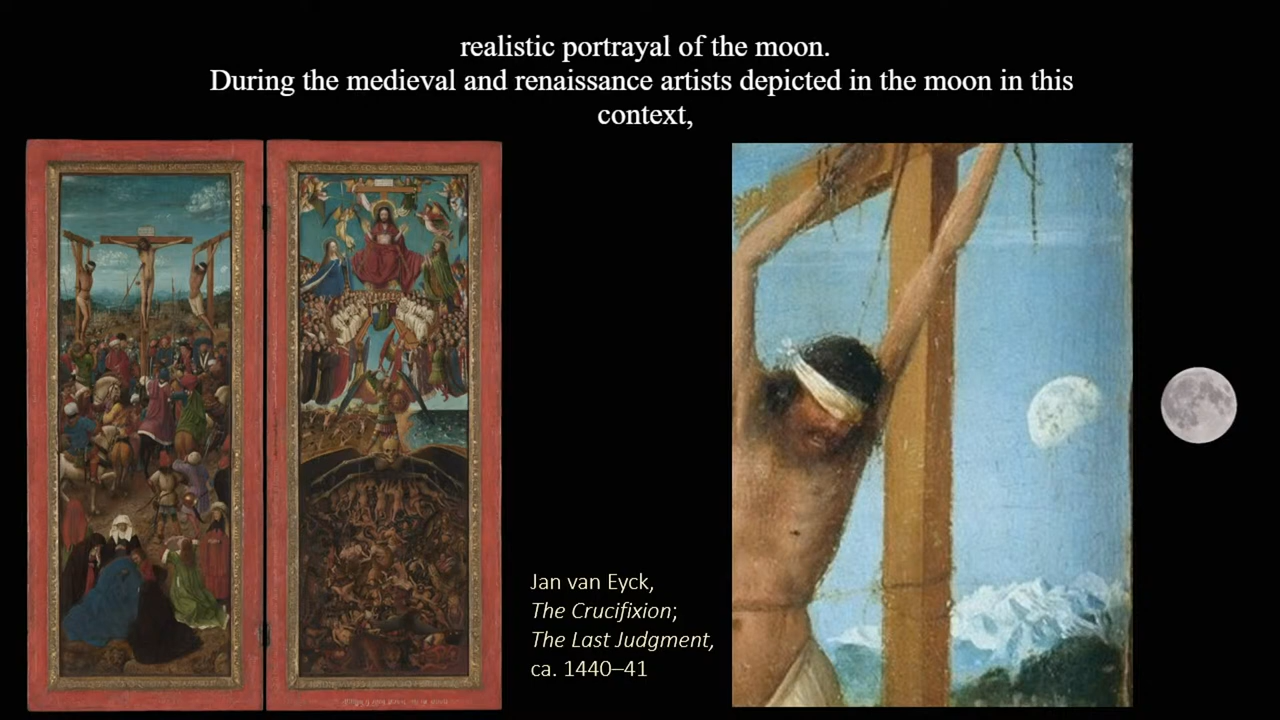 realistic portrayal of the moon.
During the medieval and renaissance artists depicted in the moon in this
context,
Jan van Eyck,
The Crucifixion;
The Last Judgment,
ca. 1440–41